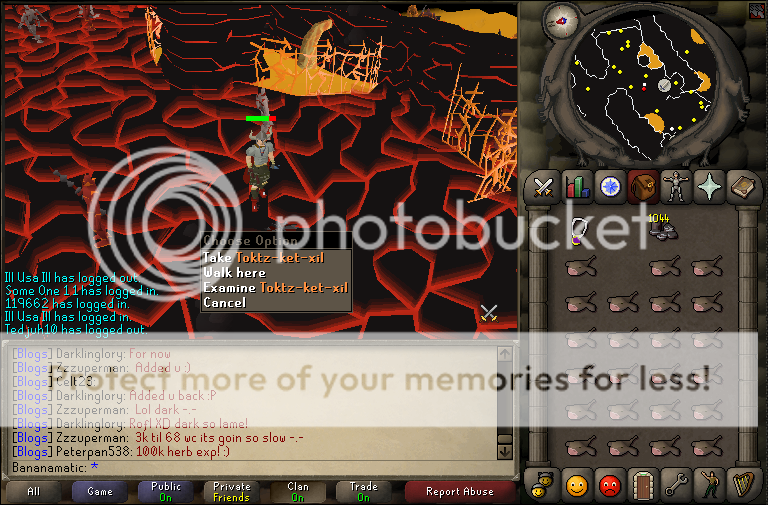 1044
photobucket
Choose Option
Take Toktz-ket-xil
Walk here
Examine Toktz-ket-xil
Cancel
Ill Usa Ill has logged out.
Some One 11 has logged in.
119662 has logged in.
Ill Usa Ill has logged in.
Tedjuh10 has logged out.
[Blogs] Darklinglory: For now
[Blogs] Zzzuperman: Added u :)
[Blogs] Celt26:
[Blogs] Darklinglory: Added u back :P
Protect more of your memories for less!
[Blogs] Zzzuperman: Lol dark -.-
[Blogs] Darklinglory: Rofl XD dark so lame!
[Blogs] Zzzuperman: 3k til 68 wc its goin so slow -.-
[Blogs] Peterpan538: 100k herb exp! :)
Bananamatic: *
All
Game
Public
On
Private
Friends
Clan
On
Trade
On
Report Abuse